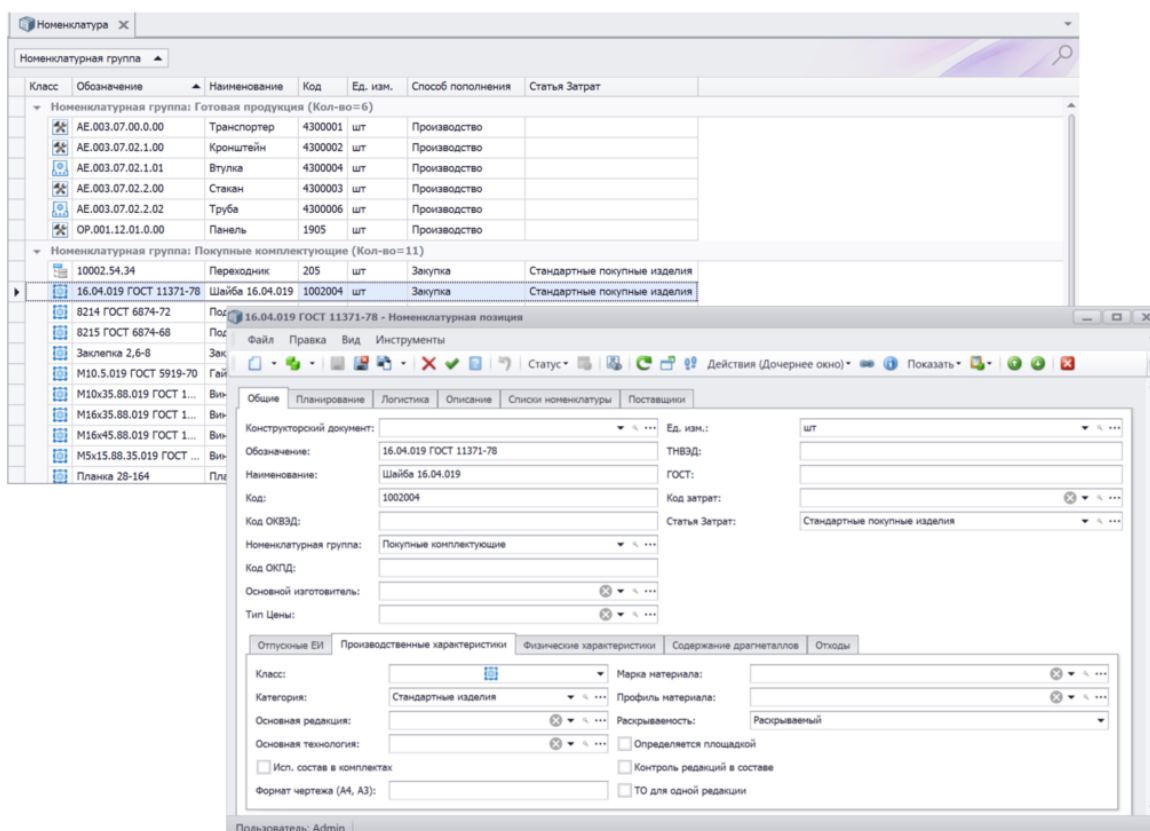 Номенклатура
Номенклатурная группа
Класс Обозначение Наименование Код Ед. изм. Способ пополнения Статья Затрат
Номенклатурная группа: Готовая продукция (Кол-во=6)
АЕ.003.07.00.0.00 Транспортер 4300001 шт Производство
АЕ.003.07.02.1.00 Кронштейн 4300002 шт Производство
АЕ.003.07.02.1.01 Втулка 4300004 шт Производство
АЕ.003.07.02.2.00 Стакан 4300003 шт Производство
АЕ.003.07.02.2.02 Труба 4300006 шт Производство
ОР.001.12.01.0.00 Панель 1905 шт Производство
Номенклатурная группа: Покупные комплектующие (Кол-во=11)
10002.54.34 Переходник 205 шт Закупка Стандартные покупные изделия
16.04.019 ГОСТ 11371-78 Шайба 16.04.019 1002004 шт Закупка Стандартные покупные изделия
8214 ГОСТ 6874-72 Под
8215 ГОСТ 6874-68 Под
Заклепка 2,6-8 Зак
М10.5.019 ГОСТ 5919-70 Гай
М10х35.88.019 ГОСТ 1... Вин
М16х35.88.019 ГОСТ 1... Вин
М16х45.88.019 ГОСТ 1... Вин
М5х15.88.35.019 ГОСТ ... Вин
Планка 28-164 Пла
16.04.019 ГОСТ 11371-78 - Номенклатурная позиция
Файл Правка Вид Инструменты
Статус Действия (Дочернее окно) Показать
Общие Планирование Логистика Описание Списки номенклатуры Поставщики
Конструкторский документ: Ед. изм.: шт
Обозначение: 16.04.019 ГОСТ 11371-78 ТНВЭД:
Наименование: Шайба 16.04.019 ГОСТ:
Код: 1002004 Код затрат:
Код ОКВЭД: Статья Затрат: Стандартные покупные изделия
Номенклатурная группа: Покупные комплектующие
Код ОКПД:
Основной изготовитель:
Тип Цены:
Отпускные ЕИ Производственные характеристики Физические характеристики Содержание драгметаллов Отходы
Класс: Марка материала:
Категория: Стандартные изделия Профиль материала:
Основная редакция: Раскрываемость: Раскрываемый
Основная технология: Определяется площадкой
Исп. состав в комплектах Контроль редакций в составе
Формат чертежа (А4, А3): ТО для одной редакции
Пользователь: Admin